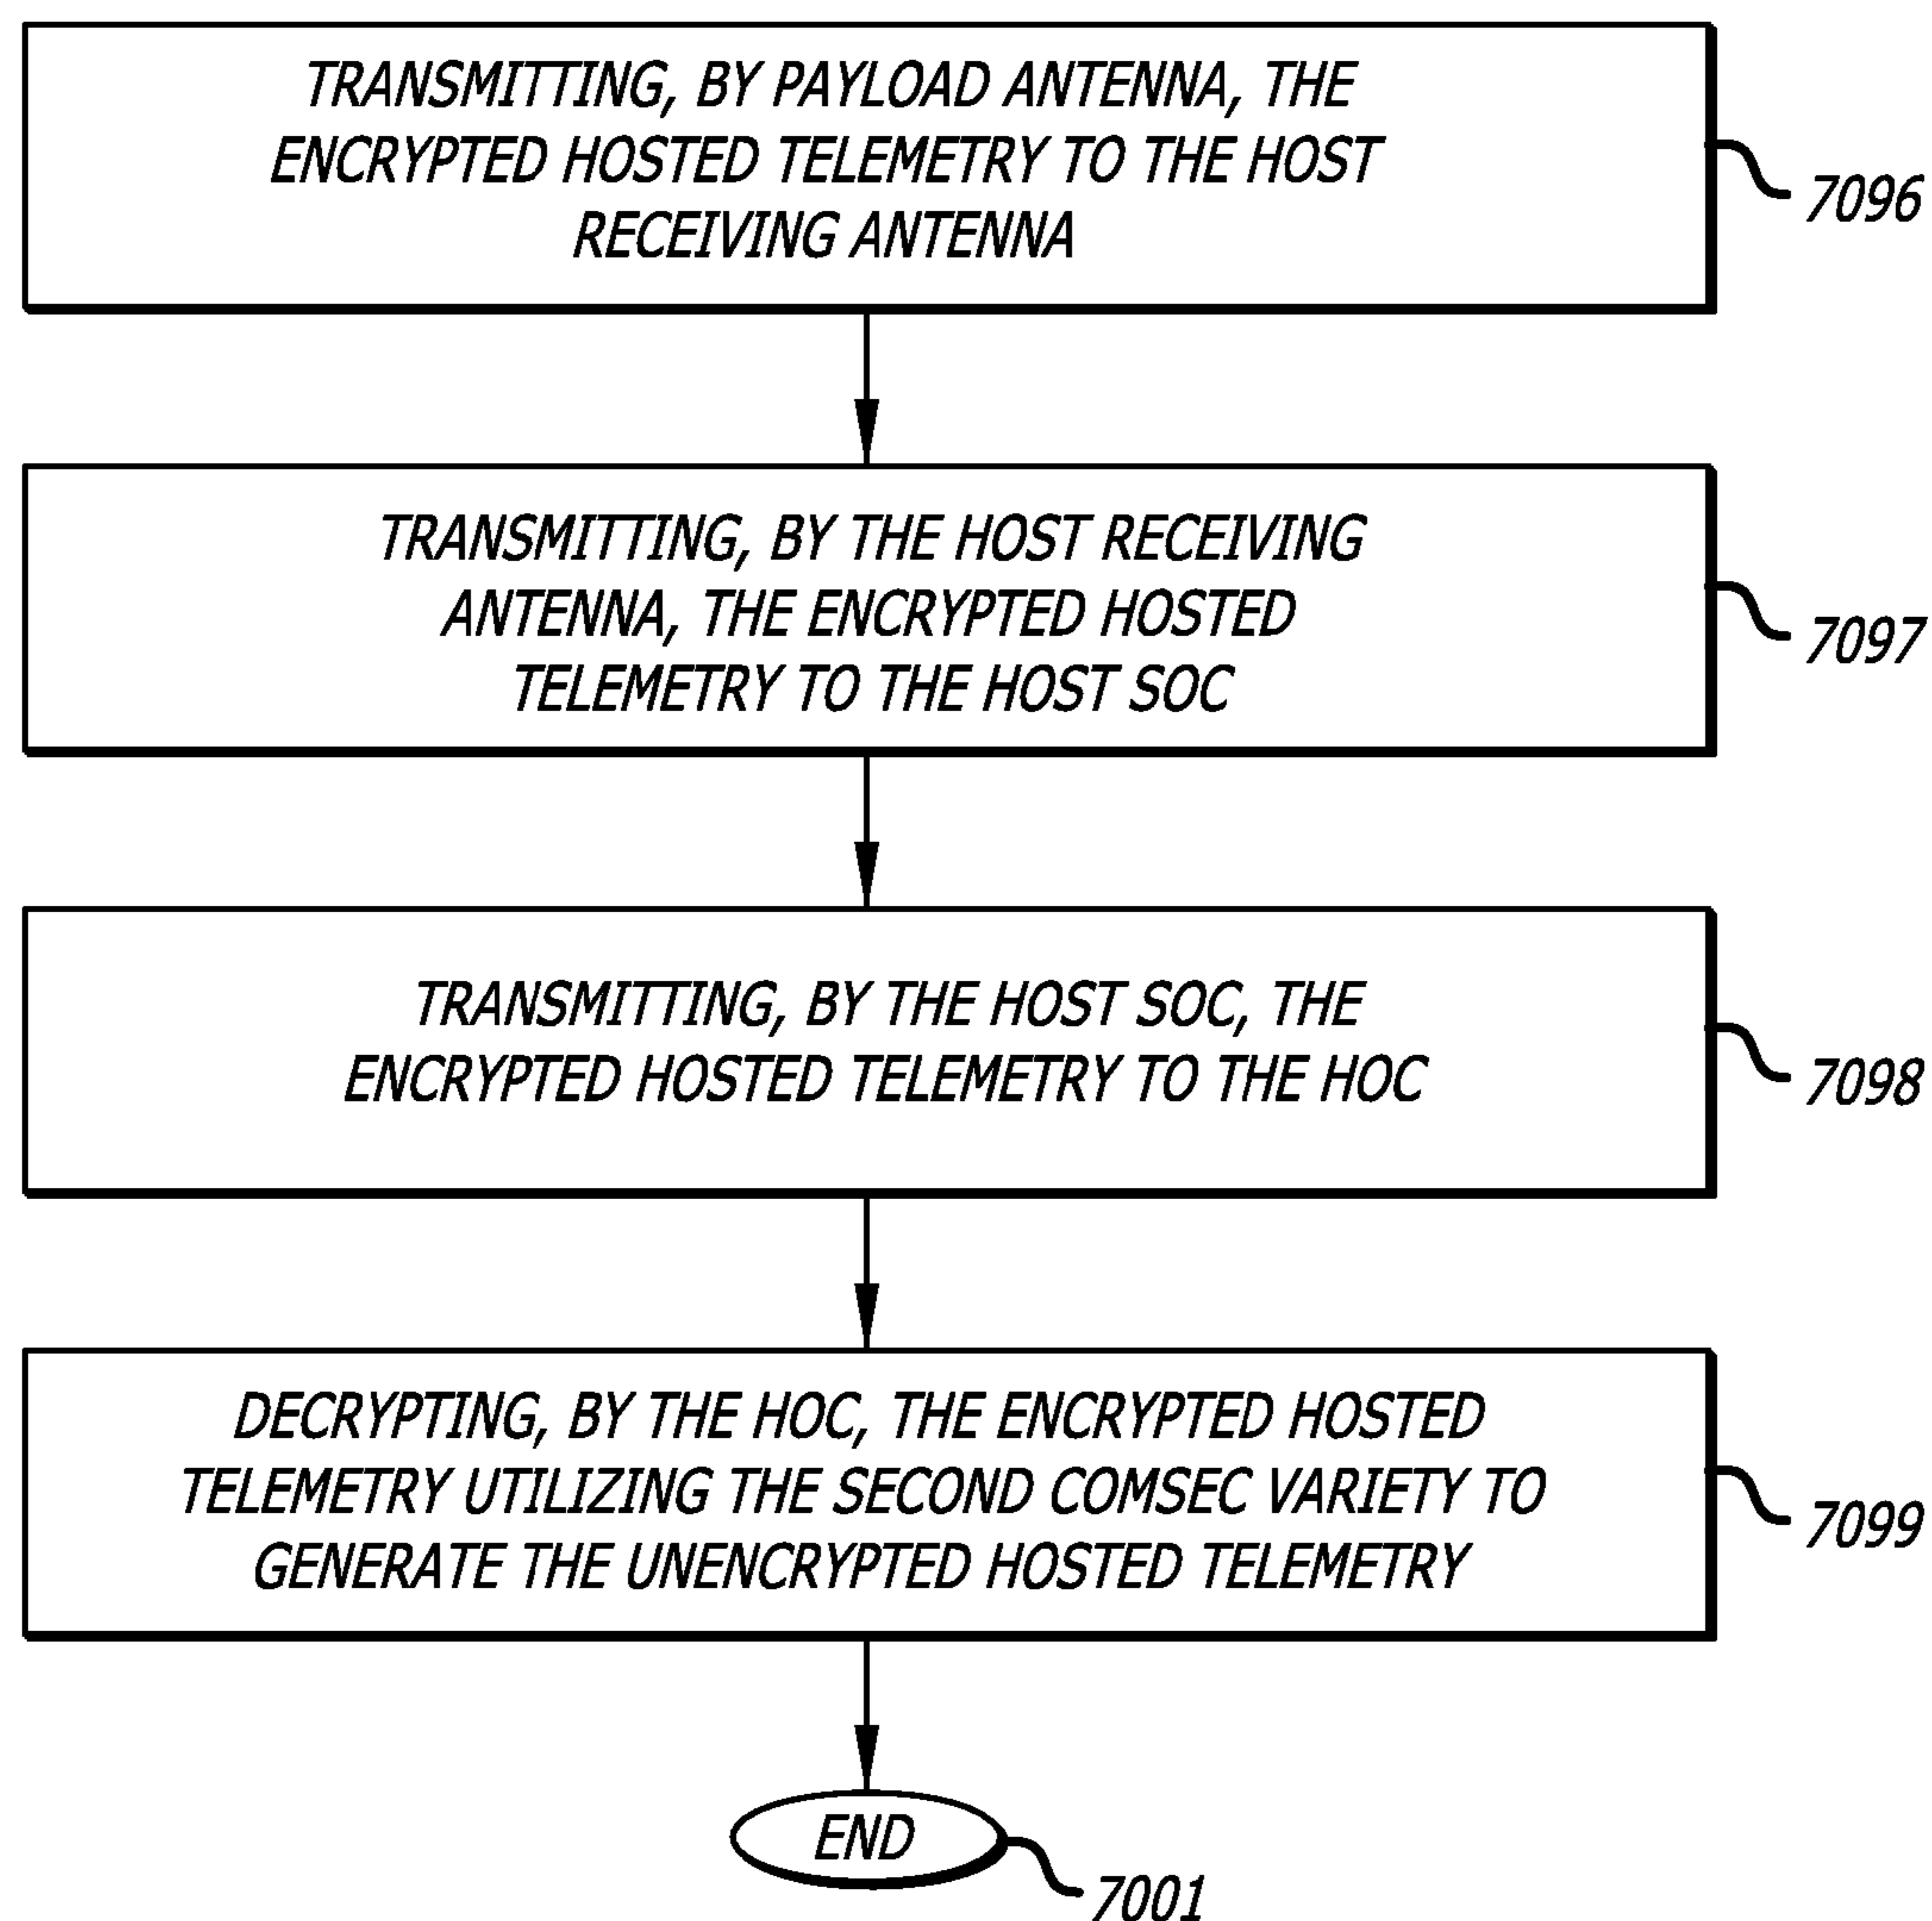 TRANSMITTING, BY PAYLOAD ANTENNA, THE
ENCRYPTED HOSTED TELEMETRY TO THE HOST
RECEIVING ANTENNA
7096
TRANSMITTING, BY THE HOST RECEIVING
ANTENNA, THE ENCRYPTED HOSTED
TELEMETRY TO THE HOST SOC
7097
TRANSMITTING, BY THE HOST SOC, THE
ENCRYPTED HOSTED TELEMETRY TO THE HOC
7098
DECRYPTING, BY THE HOC, THE ENCRYPTED HOSTED
TELEMETRY UTILIZING THE SECOND COMSEC VARIETY TO
GENERATE THE UNENCRYPTED HOSTED TELEMETRY
7099
END
7001